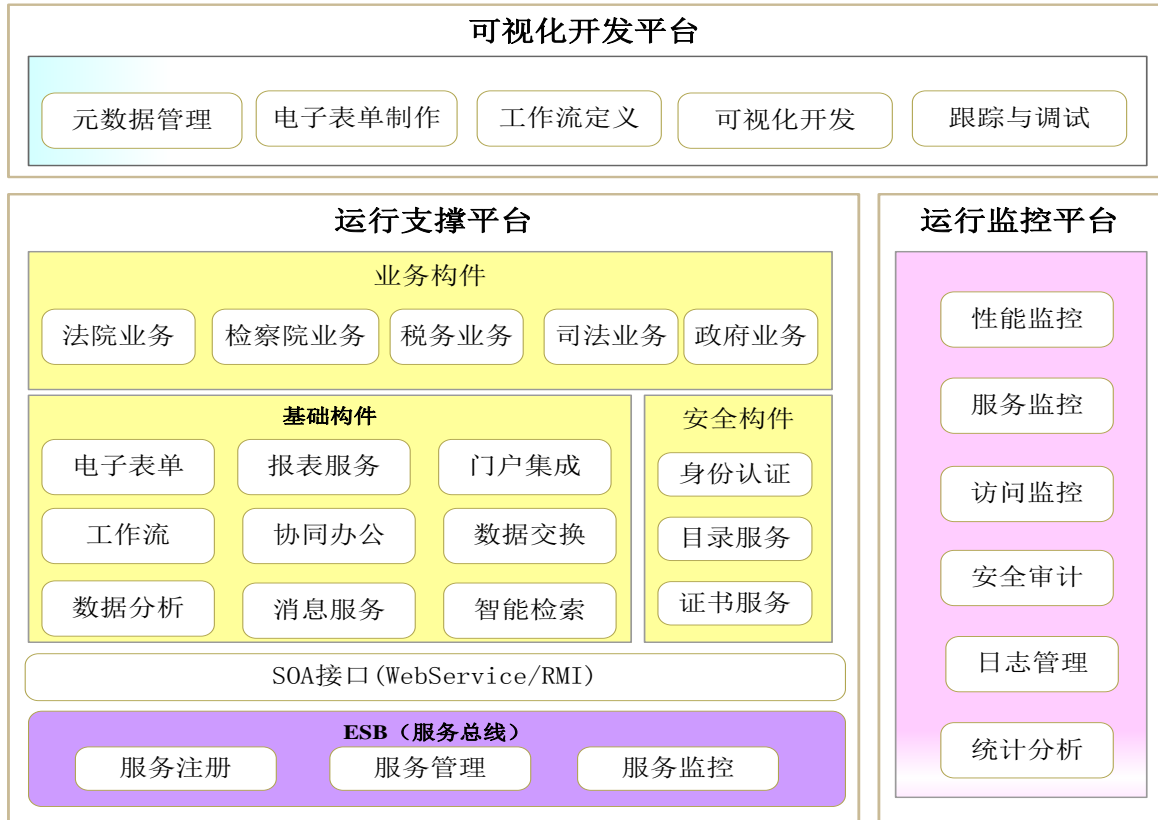 可视化开发平台
元数据管理
电子表单制作
工作流定义
可视化开发
跟踪与调试
运行支撑平台
业务构件
法院业务
检察院业务
税务业务
司法业务
政府业务
基础构件
电子表单
报表服务
门户集成
工作流
协同办公
数据交换
数据分析
消息服务
智能检索
安全构件
身份认证
目录服务
证书服务
SOA接口(WebService/RMI)
ESB（服务总线）
服务注册
服务管理
服务监控
运行监控平台
性能监控
服务监控
访问监控
安全审计
日志管理
统计分析